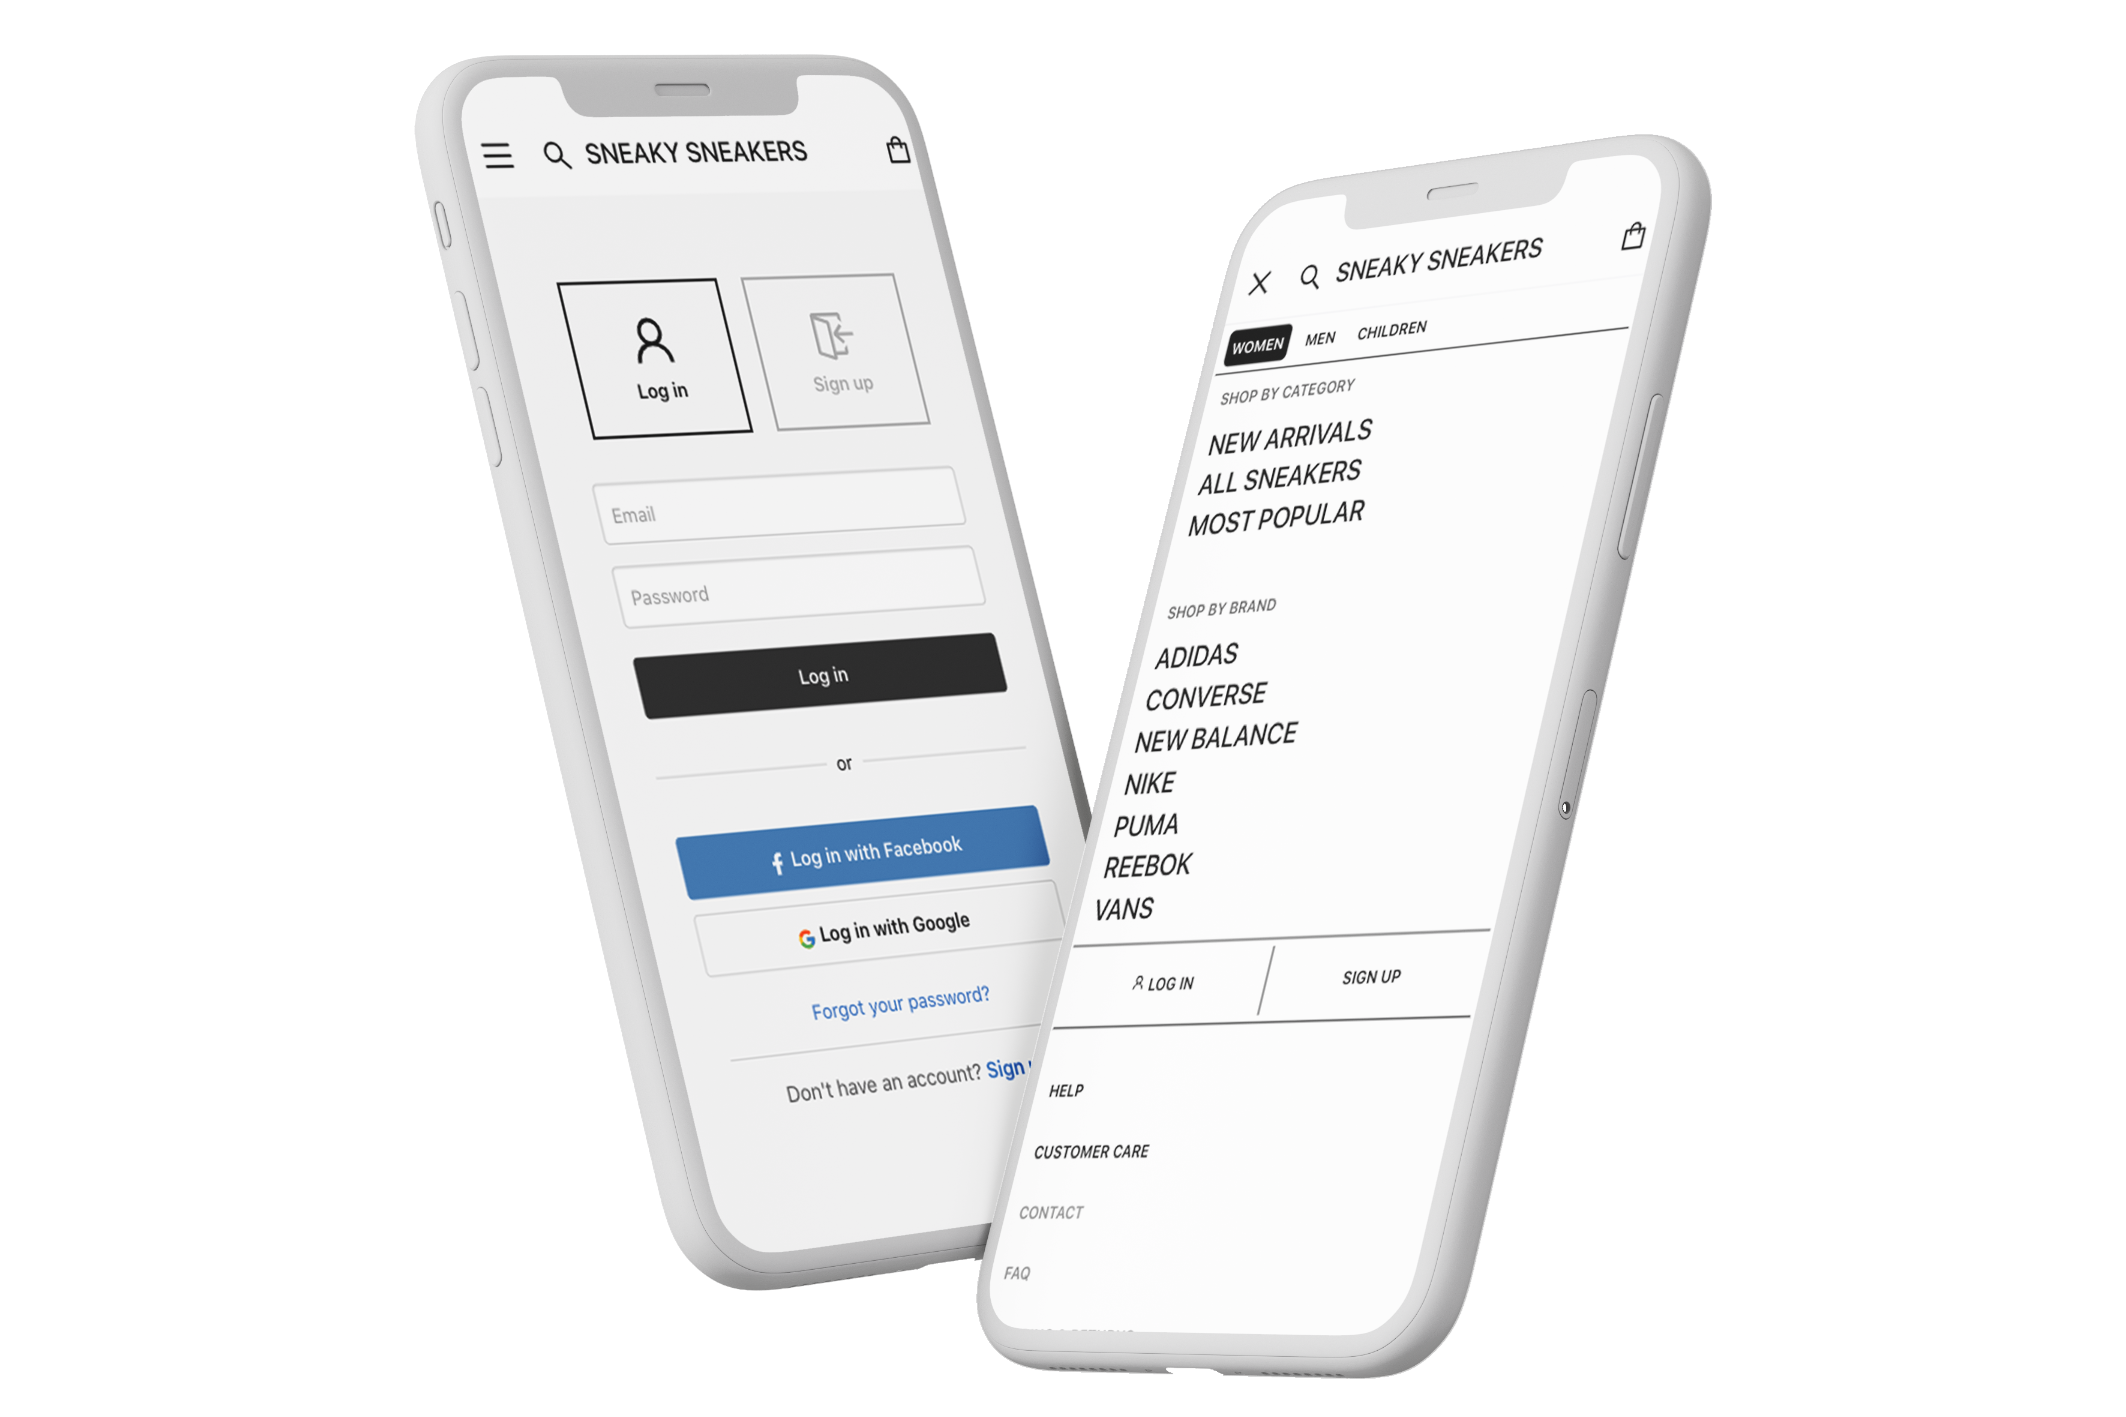 SNEAKY SNEAKERS
Log in
Sign up
Email
Password
Log in
or
Log in with Facebook
Log in with Google
Forgot your password?
Don't have an account? Sign
SNEAKY SNEAKERS
WOMEN MEN CHILDREN
SHOP BY CATEGORY
NEW ARRIVALS
ALL SNEAKERS
MOST POPULAR
SHOP BY BRAND
ADIDAS
CONVERSE
NEW BALANCE
NIKE
PUMA
REEBOK
VANS
LOG IN SIGN UP
HELP
CUSTOMER CARE
CONTACT
FAQ